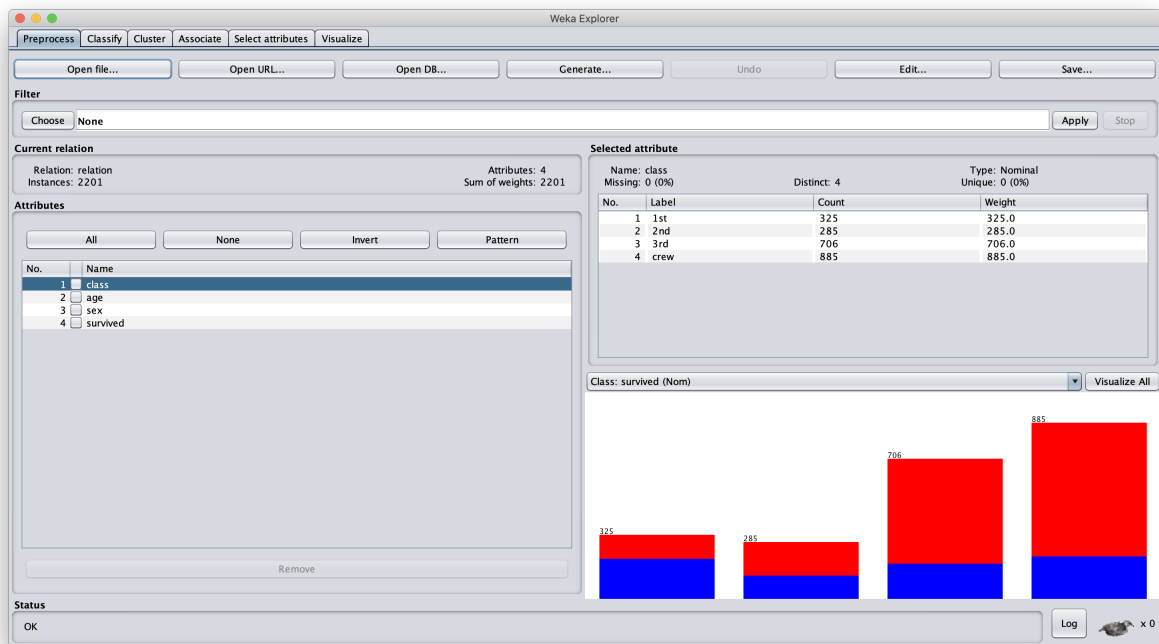 Weka Explorer
Preprocess Classify Cluster Associate Select attributes Visualize
Open file... Open URL... Open DB... Generate... Undo Edit... Save...
Filter
Choose None Apply Stop
Current relation
Relation: relation Attributes: 4
Instances: 2201 Sum of weights: 2201
Attributes
All None Invert Pattern
No. Name
1 class
2 age
3 sex
4 survived
Remove
Selected attribute
Name: class Type: Nominal
Missing: 0 (0%) Distinct: 4 Unique: 0 (0%)
No. Label Count Weight
1 1st 325 325.0
2 2nd 285 285.0
3 3rd 706 706.0
4 crew 885 885.0
Class: survived (Nom) Visualize All
325 285 706 885
Status
OK Log x 0